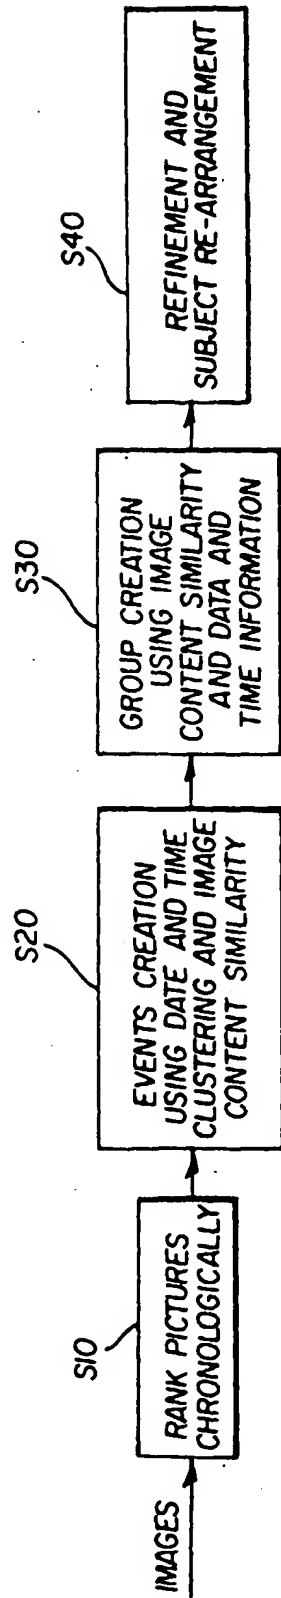 IMAGES
S10
RANK PICTURES
CHRONOLOGICALLY
S20
EVENTS CREATION
USING DATE AND TIME
CLUSTERING AND IMAGE
CONTENT SIMILARITY
S30
GROUP CREATION
USING IMAGE
CONTENT SIMILARITY
AND DATA AND
TIME INFORMATION
S40
REFINEMENT AND
SUBJECT RE-ARRANGEMENT